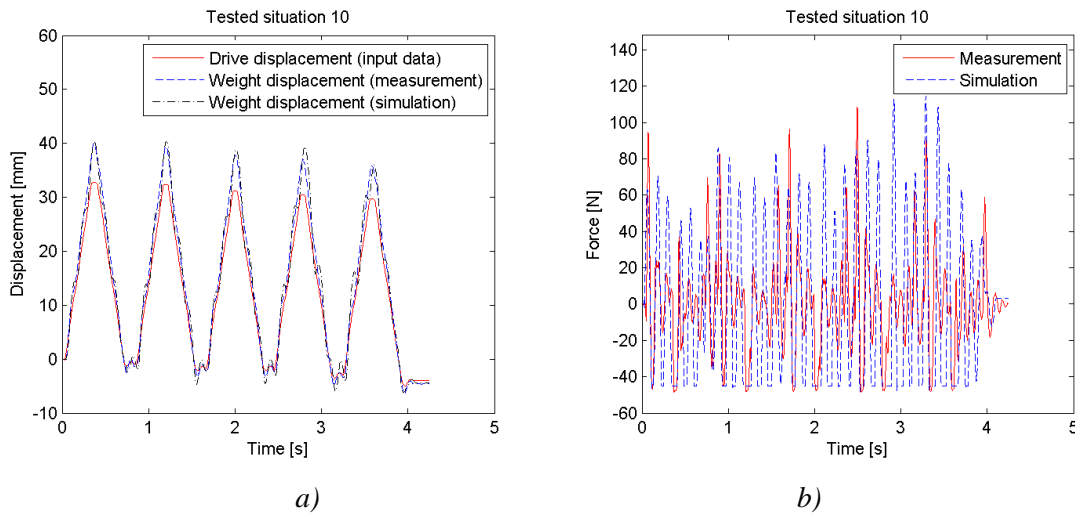 Tested situation 10
Displacement [mm]
60
50
40
30
20
10
0
-10
Drive displacement (input data)
Weight displacement (measurement)
Weight displacement (simulation)
0 1 2 3 4 5
Time [s]
a)
Tested situation 10
Force [N]
140
120
100
80
60
40
20
0
-20
-40
-60
Measurement
Simulation
0 1 2 3 4 5
Time [s]
b)